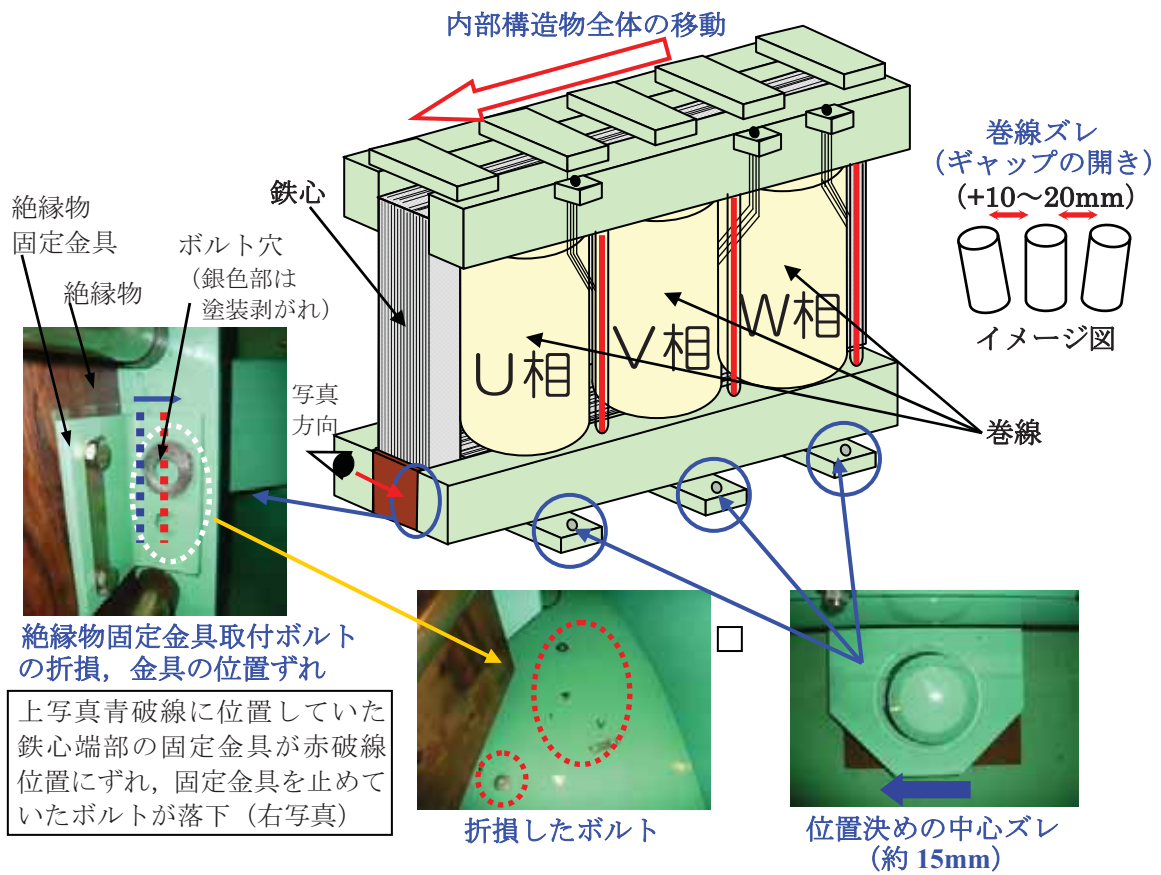 内部構造物全体の移動
巻線ズレ
（ギャップの開き）
（+10～20mm）
イメージ図
鉄心
絶縁物
固定金具
絶縁物
ボルト穴
（銀色部は
塗装剥がれ）
写真
方向
U相
V相
W相
巻線
絶縁物固定金具取付ボルト
の折損，金具の位置ずれ
上写真青破線に位置していた
鉄心端部の固定金具が赤破線
位置にずれ，固定金具を止めて
いたボルトが落下（右写真）
折損したボルト
位置決めの中心ズレ
（約 15mm）